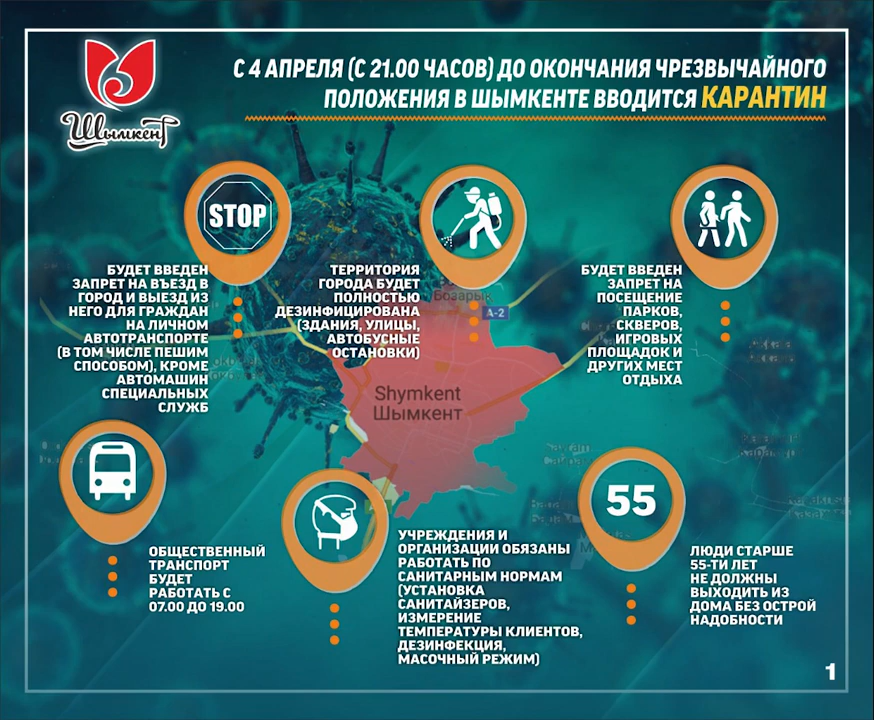 Шымкент
С 4 АПРЕЛЯ (С 21.00 ЧАСОВ) ДО ОКОНЧАНИЯ ЧРЕЗВЫЧАЙНОГО
ПОЛОЖЕНИЯ В ШЫМКЕНТЕ ВВОДИТСЯ КАРАНТИН
STOP
БУДЕТ ВВЕДЕН
ЗАПРЕТ НА ВЪЕЗД В
ГОРОД И ВЫЕЗД ИЗ
НЕГО ДЛЯ ГРАЖДАН
НА ЛИЧНОМ
АВТОТРАНСПОРТЕ
(В ТОМ ЧИСЛЕ ПЕШИМ
СПОСОБОМ), КРОМЕ
АВТОМАШИН
СПЕЦИАЛЬНЫХ
СЛУЖБ
ТЕРРИТОРИЯ
ГОРОДА БУДЕТ
ПОЛНОСТЬЮ
ДЕЗИНФИЦИРОВАНА
(ЗДАНИЯ, УЛИЦЫ,
АВТОБУСНЫЕ
ОСТАНОВКИ)
БУДЕТ ВВЕДЕН
ЗАПРЕТ НА
ПОСЕЩЕНИЕ
ПАРКОВ,
СКВЕРОВ,
ИГРОВЫХ
ПЛОЩАДОК И
ДРУГИХ МЕСТ
ОТДЫХА
Бозарык
A-2
Shymkent
Шымкент
ОБЩЕСТВЕННЫЙ
ТРАНСПОРТ
БУДЕТ
РАБОТАТЬ С
07.00 ДО 19.00
УЧРЕЖДЕНИЯ И
ОРГАНИЗАЦИИ ОБЯЗАНЫ
РАБОТАТЬ ПО
САНИТАРНЫМ НОРМАМ
(УСТАНОВКА
САНИТАЙЗЕРОВ,
ИЗМЕРЕНИЕ
ТЕМПЕРАТУРЫ КЛИЕНТОВ,
ДЕЗИНФЕКЦИЯ,
МАСОЧНЫЙ РЕЖИМ)
55
ЛЮДИ СТАРШЕ
55-ТИ ЛЕТ
НЕ ДОЛЖНЫ
ВЫХОДИТЬ ИЗ
ДОМА БЕЗ ОСТРОЙ
НАДОБНОСТИ
1